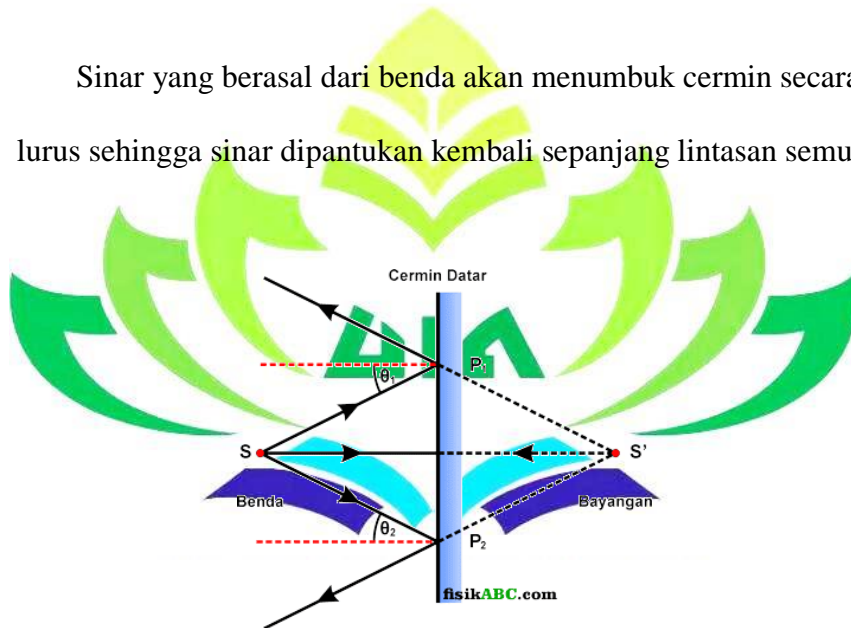 Sinar yang berasal dari benda akan menumbuk cermin secara
lurus sehingga sinar dipantukan kembali sepanjang lintasan semu
Cermin Datar
θ1
P1
S
S’
Benda
Bayangan
θ2
P2
fisikABC.com